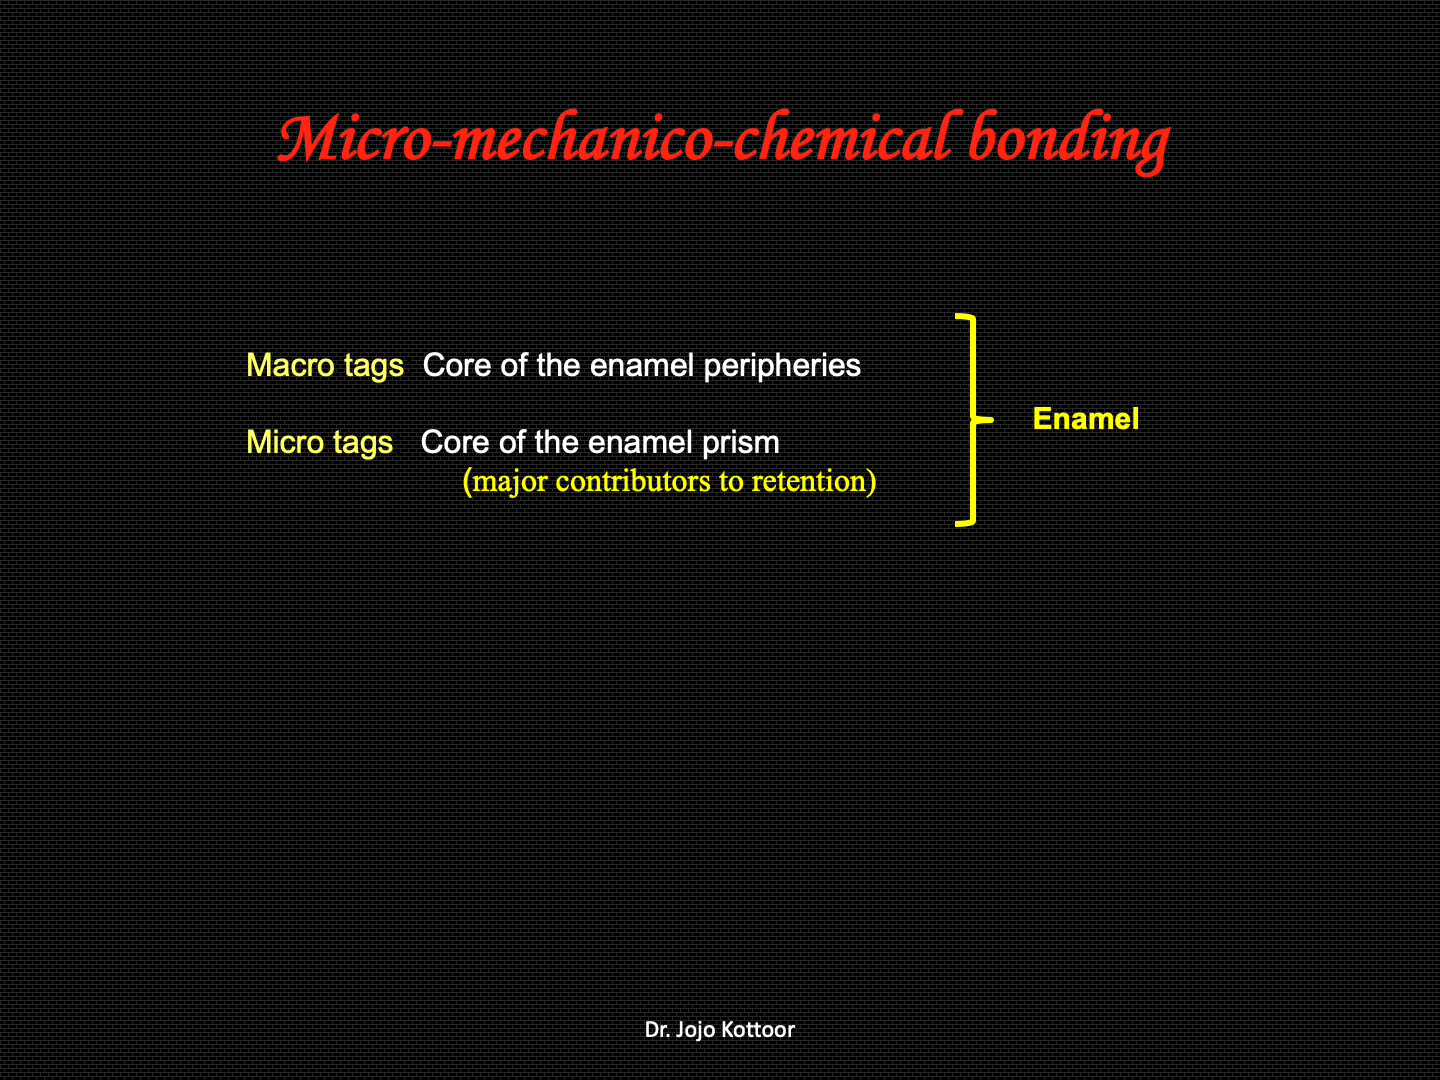 Micro-mechanico-chemical bonding
Macro tags Core of the enamel peripheries
Micro tags Core of the enamel prism
(major contributors to retention)
Enamel
Dr. Jojo Kottoor